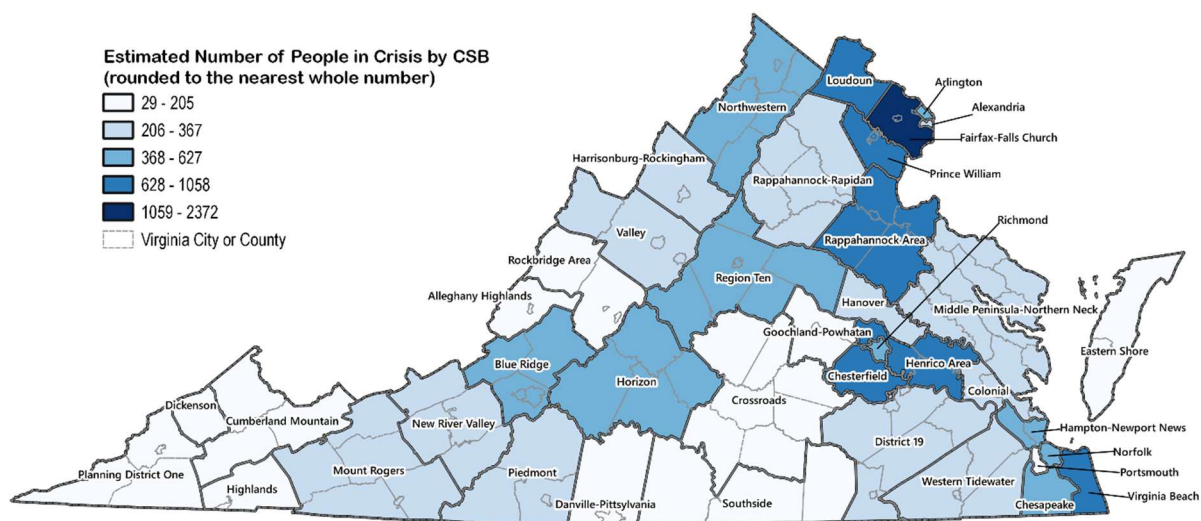 Estimated Number of People in Crisis by CSB
(rounded to the nearest whole number)
29 - 205
206 - 367
368 - 627
628 - 1058
1059 - 2372
Virginia City or County
Loudoun
Arlington
Alexandria
Fairfax-Falls Church
Prince William
Northwestern
Harrisonburg-Rockingham
Rappahannock-Rapidan
Richmond
Valley
Rappahannock Area
Rockbridge Area
Region Ten
Alleghany Highlands
Hanover
Middle Peninsula-Northern Neck
Goochland-Powhatan
Eastern Shore
Blue Ridge
Henrico Area
Horizon
Chesterfield
Colonial
Crossroads
Dickenson
Cumberland Mountain
New River Valley
Hampton-Newport News
District 19
Norfolk
Planning District One
Mount Rogers
Piedmont
Portsmouth
Highlands
Western Tidewater
Virginia Beach
Danville-Pittsylvania
Southside
Chesapeake